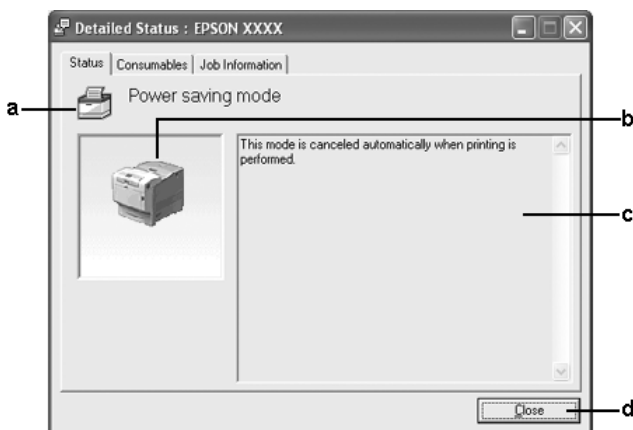 Detailed Status : EPSON XXXX
Status Consumables Job Information
a Power saving mode
b
This mode is canceled automatically when printing is
performed.
c
Close d